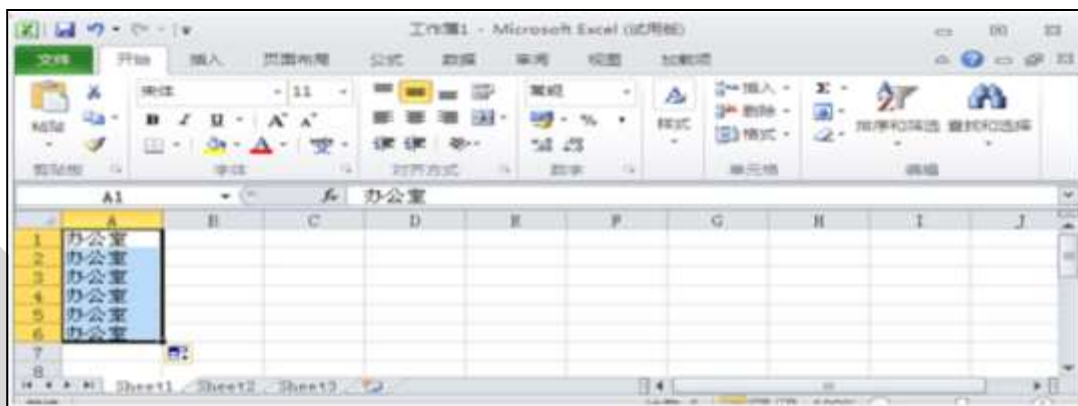 工作簿1 - Microsoft Excel (试用版)
文件 开始 插入 页面布局 公式 数据 审阅 视图 加载项
宋体 11 常规 插入 Σ
粘贴 B I U A A % 样式 删除 排序和筛选 查找和选择
A 格式
剪贴板 字体 对齐方式 数字 单元格 编辑
A1 fx 办公室
A B C D E F G H I J
1 办公室
2 办公室
3 办公室
4 办公室
5 办公室
6 办公室
7
8
Sheet1 Sheet2 Sheet3